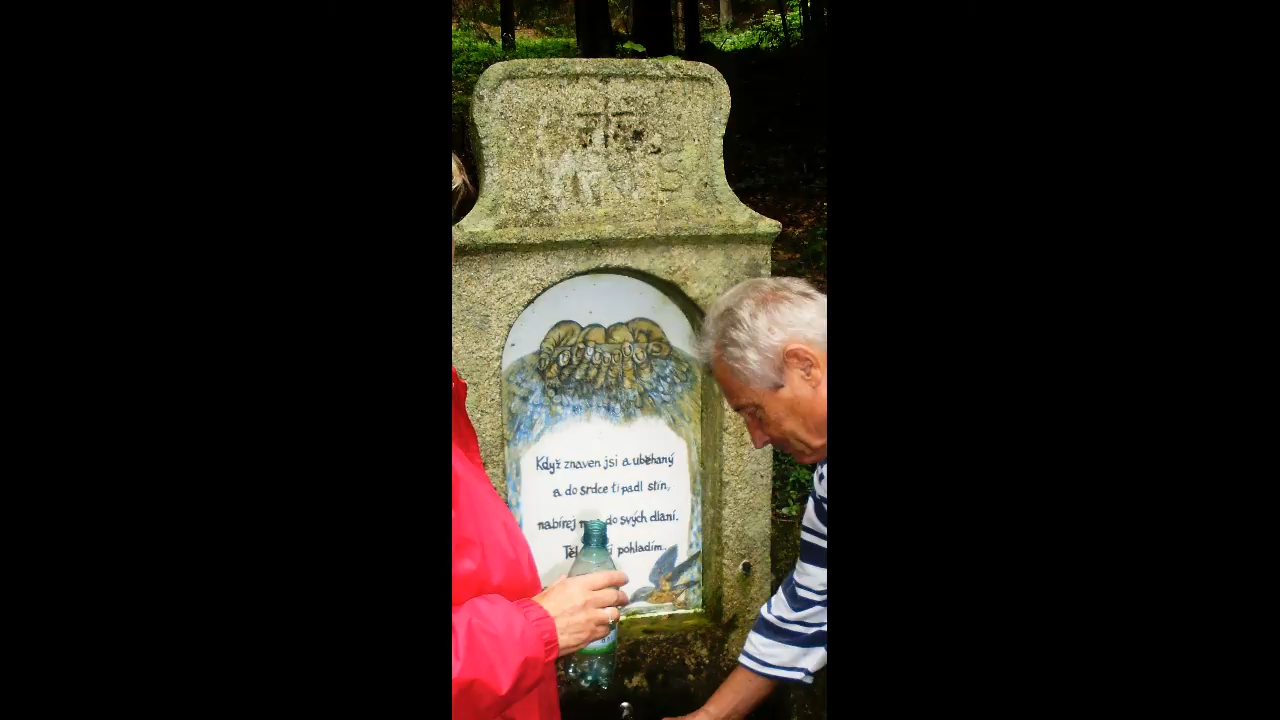 Když znaven jsi a uběhaný
a do srdce ti padl stín,
nabírej do svých dlaní.
pohladím